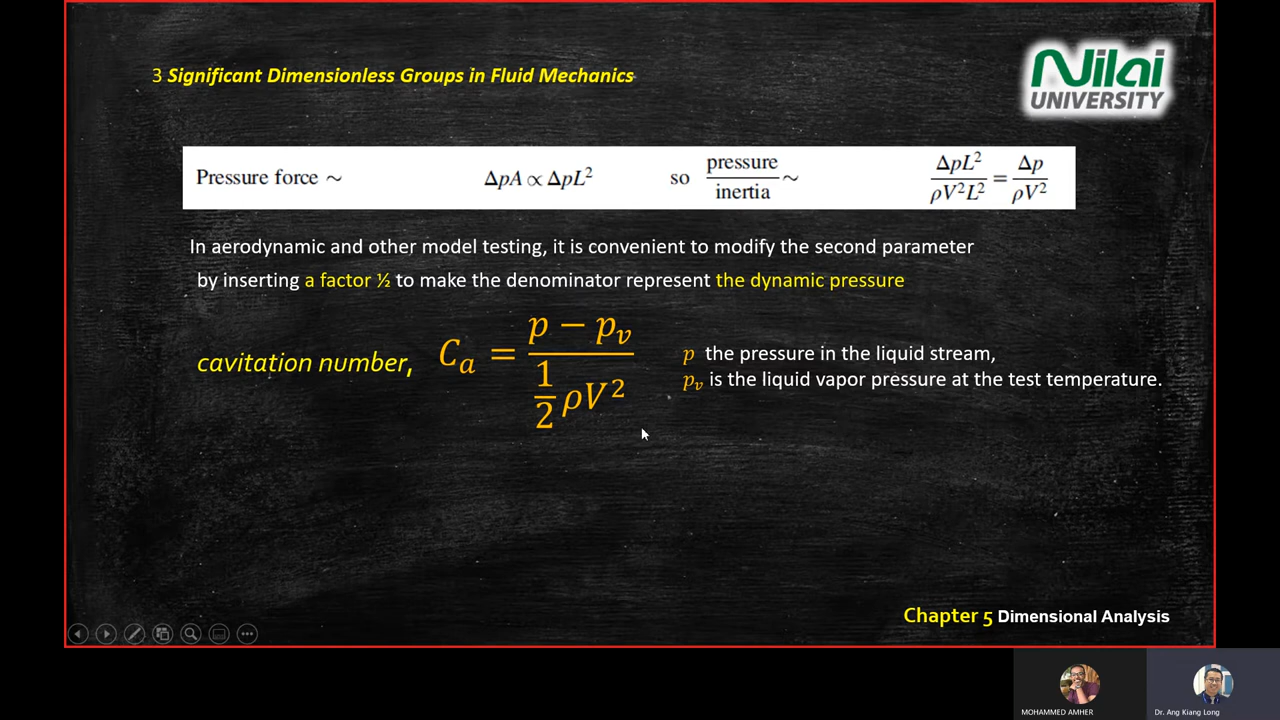 3 Significant Dimensionless Groups in Fluid Mechanics
Nilai
UNIVERSITY
Pressure force ~ ΔpA ∝ ΔpL² so pressure/inertia ~ ΔpL²/ρV²L² = Δp/ρV²
In aerodynamic and other model testing, it is convenient to modify the second parameter
by inserting a factor ½ to make the denominator represent the dynamic pressure
cavitation number, Cₐ = (p − pᵥ)/(1/2 ρV²)
p the pressure in the liquid stream,
pᵥ is the liquid vapor pressure at the test temperature.
Chapter 5 Dimensional Analysis
MOHAMMED AMHER
Dr. Ang Kiang Long